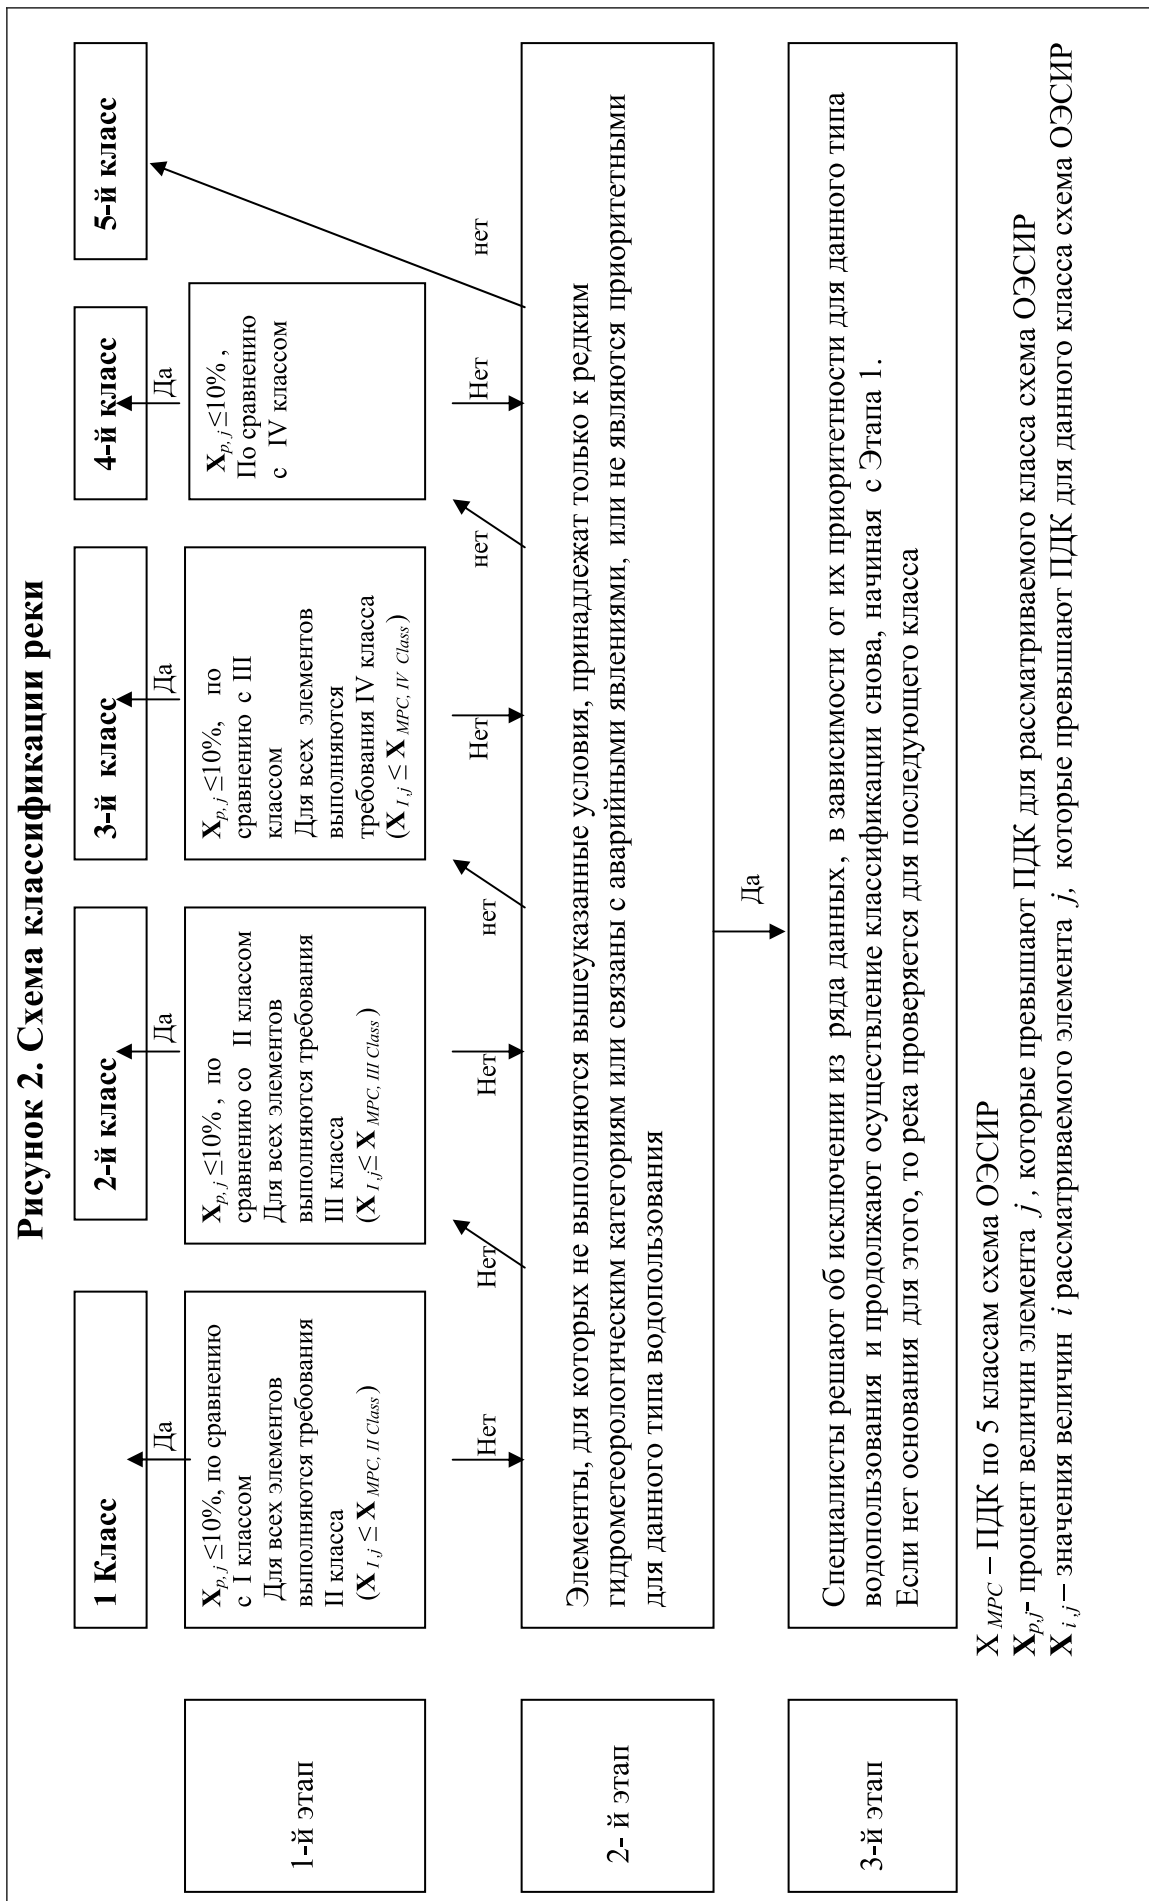 Рисунок 2. Схема классификации реки
1 Класс
2-й класс
3-й класс
4-й класс
5-й класс
Да
Да
Да
Да
1-й этап
X p, j ≤10%, по сравнению
с I классом
Для всех элементов
выполняются требования
II класса
(X I, j ≤ X MPC, II Class)
X p, j ≤10% , по
сравнению со II классом
Для всех элементов
выполняются требования
III класса
(X I,j ≤ X MPC, III Class)
X p, j ≤10%, по
сравнению с III
классом
Для всех элементов
выполняются
требования IV класса
(X I, j ≤ X MPC, IV Class)
X p, j ≤10% ,
По сравнению
с IV классом
Нет
Нет
Нет
нет
Нет
нет
Нет
нет
2- й этап
Элементы, для которых не выполняются вышеуказанные условия, принадлежат только к редким
гидрометеорологическим категориям или связаны с аварийными явлениями, или не являются приоритетными
для данного типа водопользования
Да
3-й этап
Специалисты решают об исключении из ряда данных, в зависимости от их приоритетности для данного типа
водопользования и продолжают осуществление классификации снова, начиная с Этапа 1.
Если нет основания для этого, то река проверяется для последующего класса
X MPC – ПДК по 5 классам схема ОЭСИР
X p,j- процент величин элемента j , которые превышают ПДК для рассматриваемого класса схема ОЭСИР
X i,j – значения величин i рассматриваемого элемента j, которые превышают ПДК для данного класса схема ОЭСИР